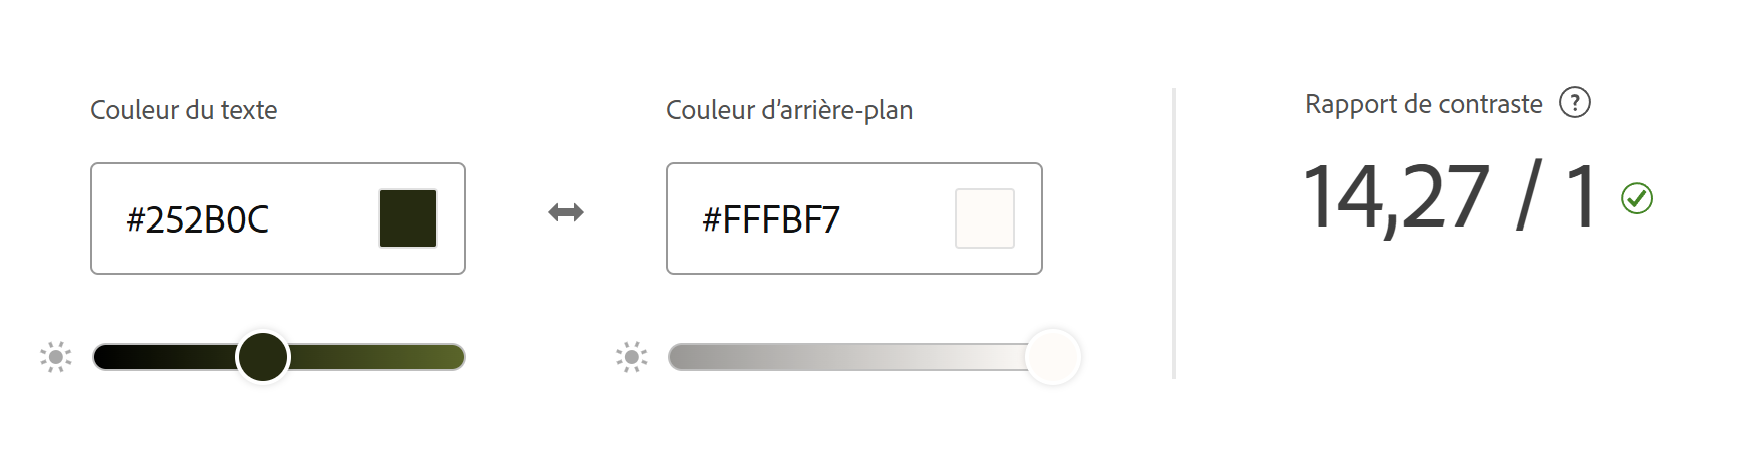 Couleur du texte
#252B0C
Couleur d’arrière-plan
#FFFBF7
Rapport de contraste ?
14,27 / 1